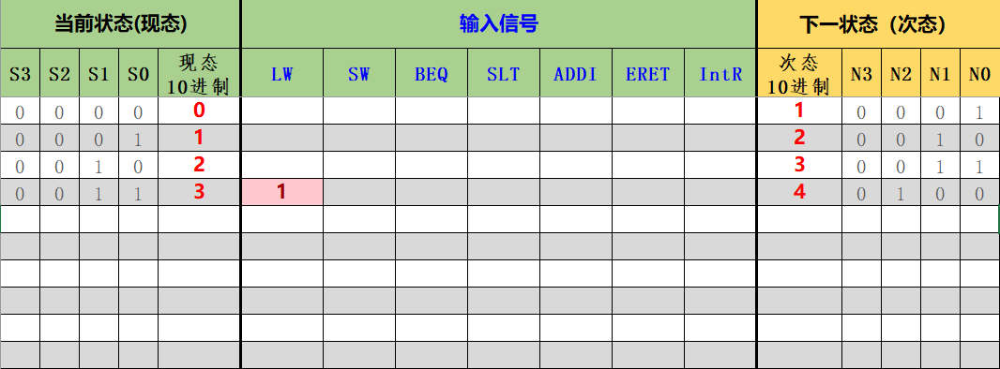 当前状态(现态) 输入信号 下一状态（次态）
S3 S2 S1 S0 现态 10进制 LW SW BEQ SLT ADDI ERET IntR 次态 10进制 N3 N2 N1 N0
0 0 0 0 0 1 0 0 0 1
0 0 0 1 1 2 0 0 1 0
0 0 1 0 2 3 0 0 1 1
0 0 1 1 3 1 4 0 1 0 0